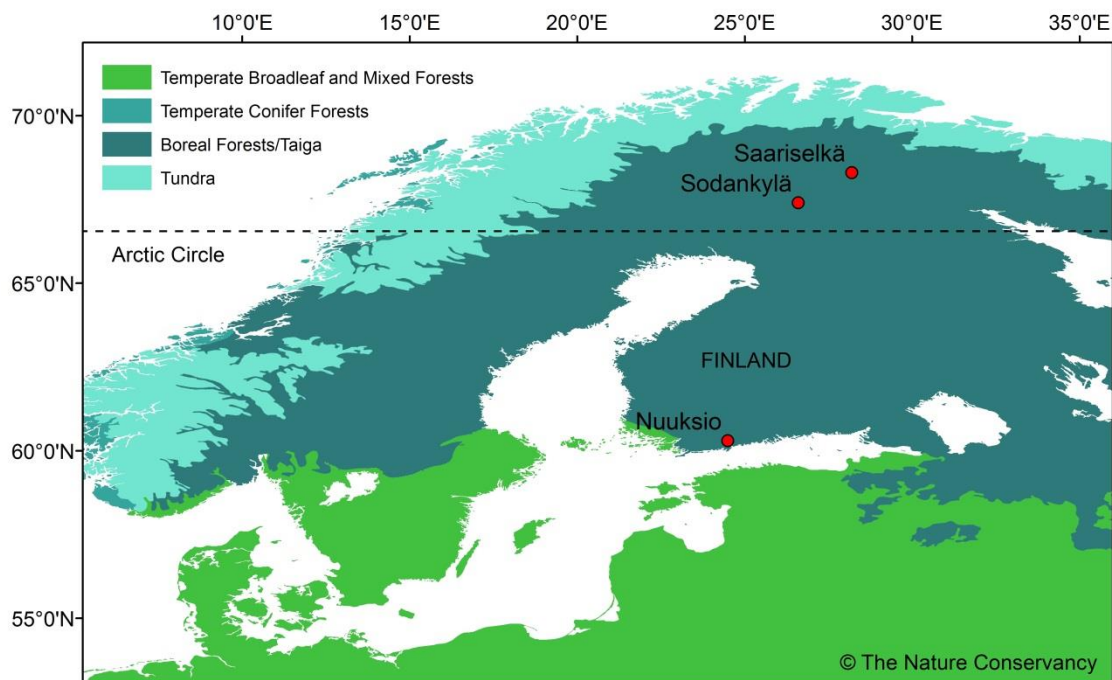 10°0'E 15°0'E 20°0'E 25°0'E 30°0'E 35°0'E
Temperate Broadleaf and Mixed Forests
Temperate Conifer Forests
Boreal Forests/Taiga
Tundra
70°0'N
Saariselkä
Sodankylä
Arctic Circle
65°0'N
FINLAND
Nuuksio
60°0'N
55°0'N
© The Nature Conservancy